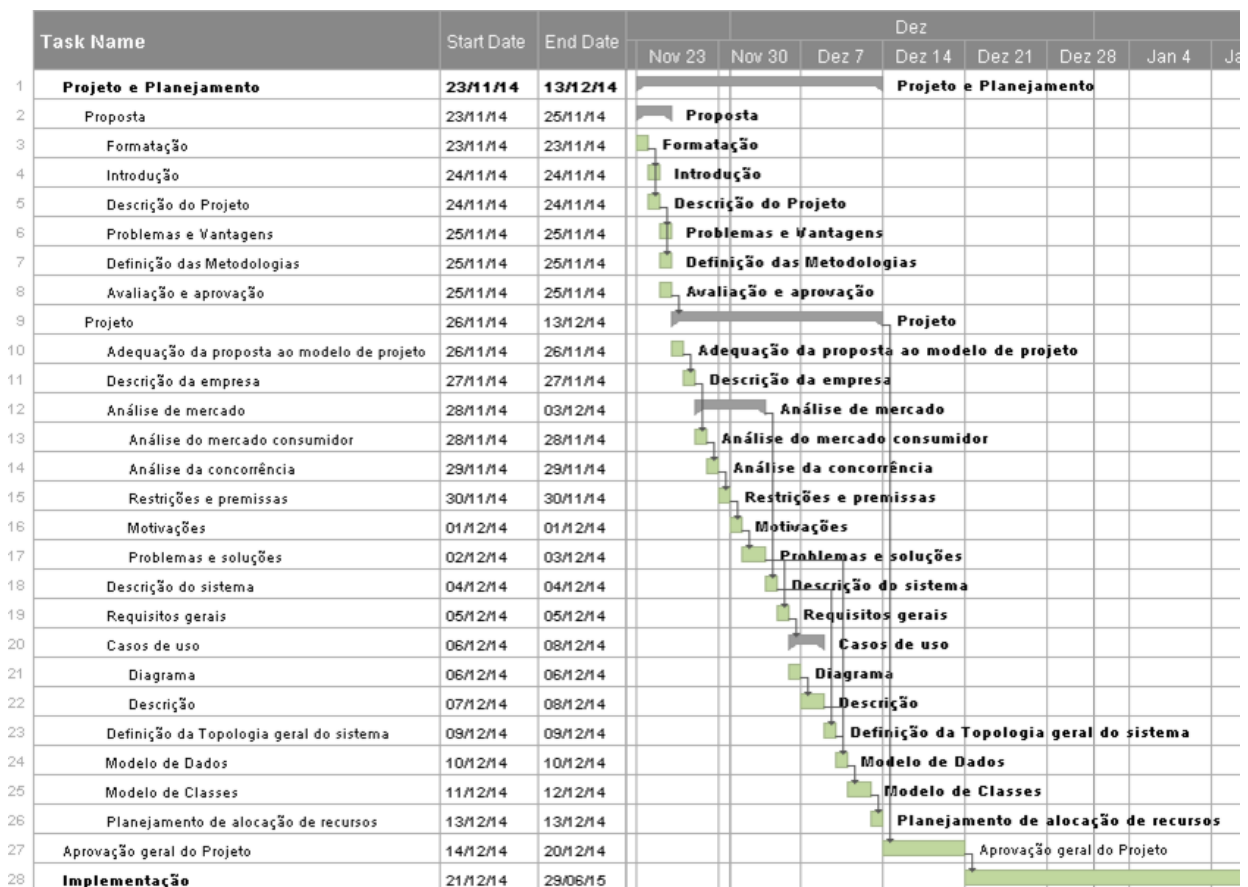 Task Name Start Date End Date Dez
Nov 23 Nov 30 Dez 7 Dez 14 Dez 21 Dez 28 Jan 4 Ja
1 Projeto e Planejamento 23/11/14 13/12/14 Projeto e Planejamento
2 Proposta 23/11/14 25/11/14 Proposta
3 Formatação 23/11/14 23/11/14 Formatação
4 Introdução 24/11/14 24/11/14 Introdução
5 Descrição do Projeto 24/11/14 24/11/14 Descrição do Projeto
6 Problemas e Vantagens 25/11/14 25/11/14 Problemas e Vantagens
7 Definição das Metodologias 25/11/14 25/11/14 Definição das Metodologias
8 Avaliação e aprovação 25/11/14 25/11/14 Avaliação e aprovação
9 Projeto 26/11/14 13/12/14 Projeto
10 Adequação da proposta ao modelo de projeto 26/11/14 26/11/14 Adequação da proposta ao modelo de projeto
11 Descrição da empresa 27/11/14 27/11/14 Descrição da empresa
12 Análise de mercado 28/11/14 03/12/14 Análise de mercado
13 Análise do mercado consumidor 28/11/14 28/11/14 Análise do mercado consumidor
14 Análise da concorrência 29/11/14 29/11/14 Análise da concorrência
15 Restrições e premissas 30/11/14 30/11/14 Restrições e premissas
16 Motivações 01/12/14 01/12/14 Motivações
17 Problemas e soluções 02/12/14 03/12/14 Problemas e soluções
18 Descrição do sistema 04/12/14 04/12/14 Descrição do sistema
19 Requisitos gerais 05/12/14 05/12/14 Requisitos gerais
20 Casos de uso 06/12/14 08/12/14 Casos de uso
21 Diagrama 06/12/14 06/12/14 Diagrama
22 Descrição 07/12/14 08/12/14 Descrição
23 Definição da Topologia geral do sistema 09/12/14 09/12/14 Definição da Topologia geral do sistema
24 Modelo de Dados 10/12/14 10/12/14 Modelo de Dados
25 Modelo de Classes 11/12/14 12/12/14 Modelo de Classes
26 Planejamento de alocação de recursos 13/12/14 13/12/14 Planejamento de alocação de recursos
27 Aprovação geral do Projeto 14/12/14 20/12/14 Aprovação geral do Projeto
28 Implementação 21/12/14 29/06/15